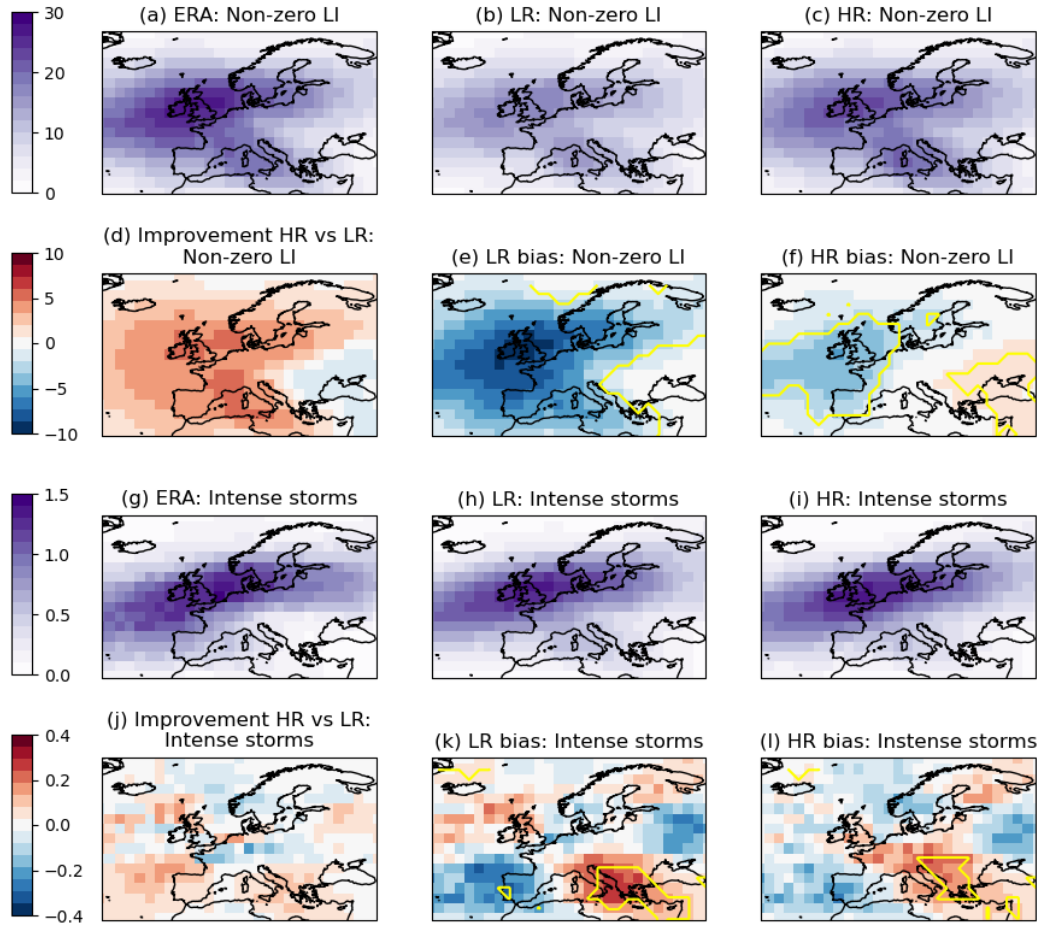 (a) ERA: Non-zero LI
(b) LR: Non-zero LI
(c) HR: Non-zero LI
30
20
10
0
(d) Improvement HR vs LR:
Non-zero LI
(e) LR bias: Non-zero LI
(f) HR bias: Non-zero LI
10
5
0
−5
−10
(g) ERA: Intense storms
(h) LR: Intense storms
(i) HR: Intense storms
1.5
1.0
0.5
0.0
(j) Improvement HR vs LR:
Intense storms
(k) LR bias: Intense storms
(l) HR bias: Instense storms
0.4
0.2
0.0
−0.2
−0.4